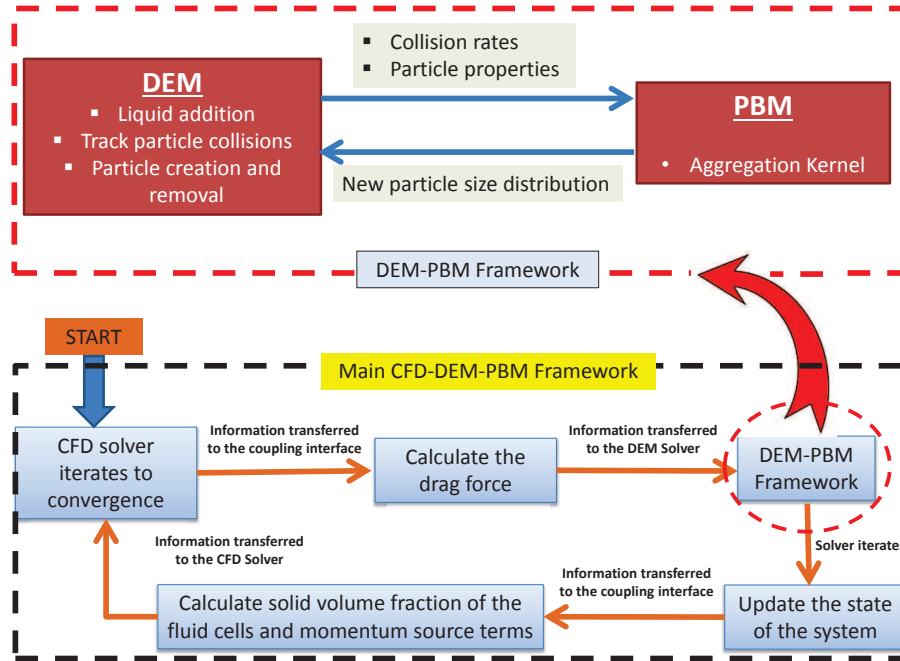 ▪ Collision rates
▪ Particle properties
DEM
▪ Liquid addition
▪ Track particle collisions
▪ Particle creation and
removal
PBM
• Aggregation Kernel
New particle size distribution
DEM-PBM Framework
START
Main CFD-DEM-PBM Framework
CFD solver
iterates to
convergence
Information transferred
to the coupling interface
Calculate the
drag force
Information transferred
to the DEM Solver
DEM-PBM
Framework
Solver iterates
Update the state
of the system
Information transferred
to the coupling interface
Calculate solid volume fraction of the
fluid cells and momentum source terms
Information transferred
to the CFD Solver